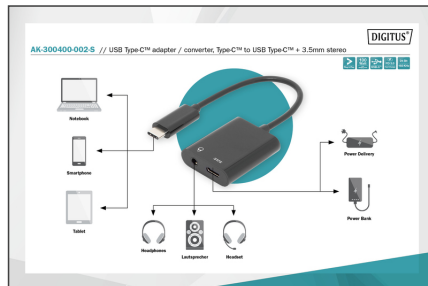 DIGITUS®
AK-300400-002-S // USB Type-C™ adapter / converter, Type-C™ to USB Type-C™ + 3.5mm stereo
Notebook
Smartphone
Tablet
Power Delivery
Power Bank
Headphones
Lautsprecher
Headset